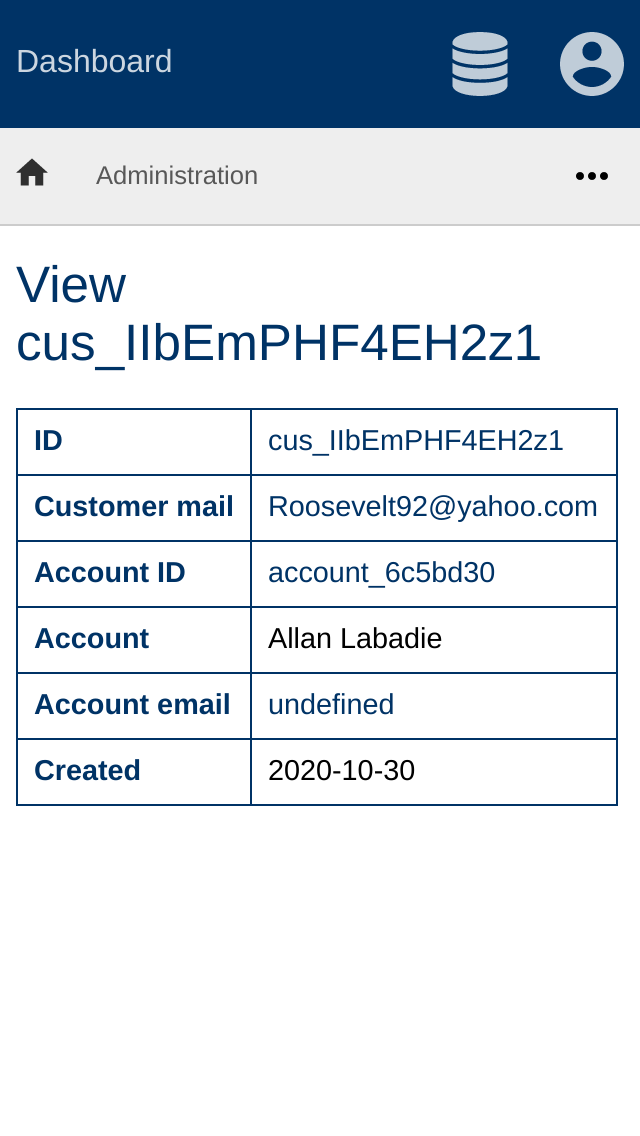 Dashboard
Administration
View
cus_IIbEmPHF4EH2z1
ID cus_IIbEmPHF4EH2z1
Customer mail Roosevelt92@yahoo.com
Account ID account_6c5bd30
Account Allan Labadie
Account email undefined
Created 2020-10-30